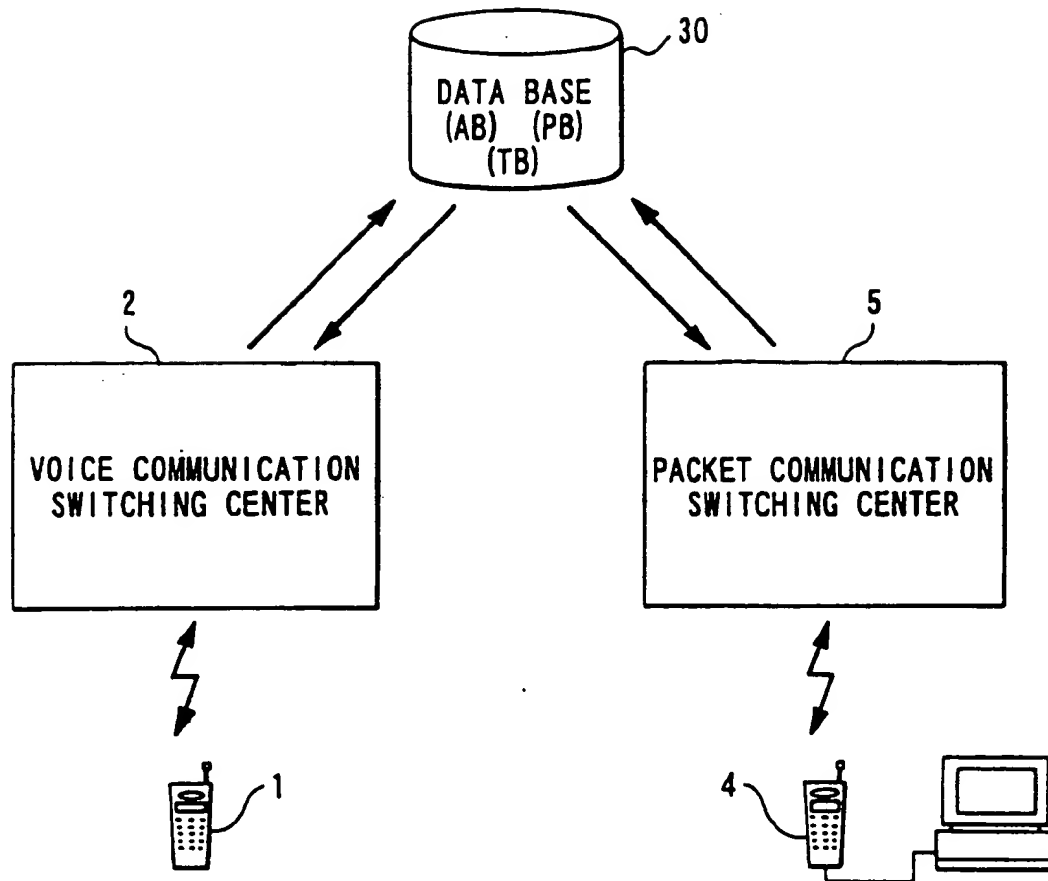 30
DATA BASE
(AB) (PB)
(TB)
2
5
VOICE COMMUNICATION
SWITCHING CENTER
PACKET COMMUNICATION
SWITCHING CENTER
1
4